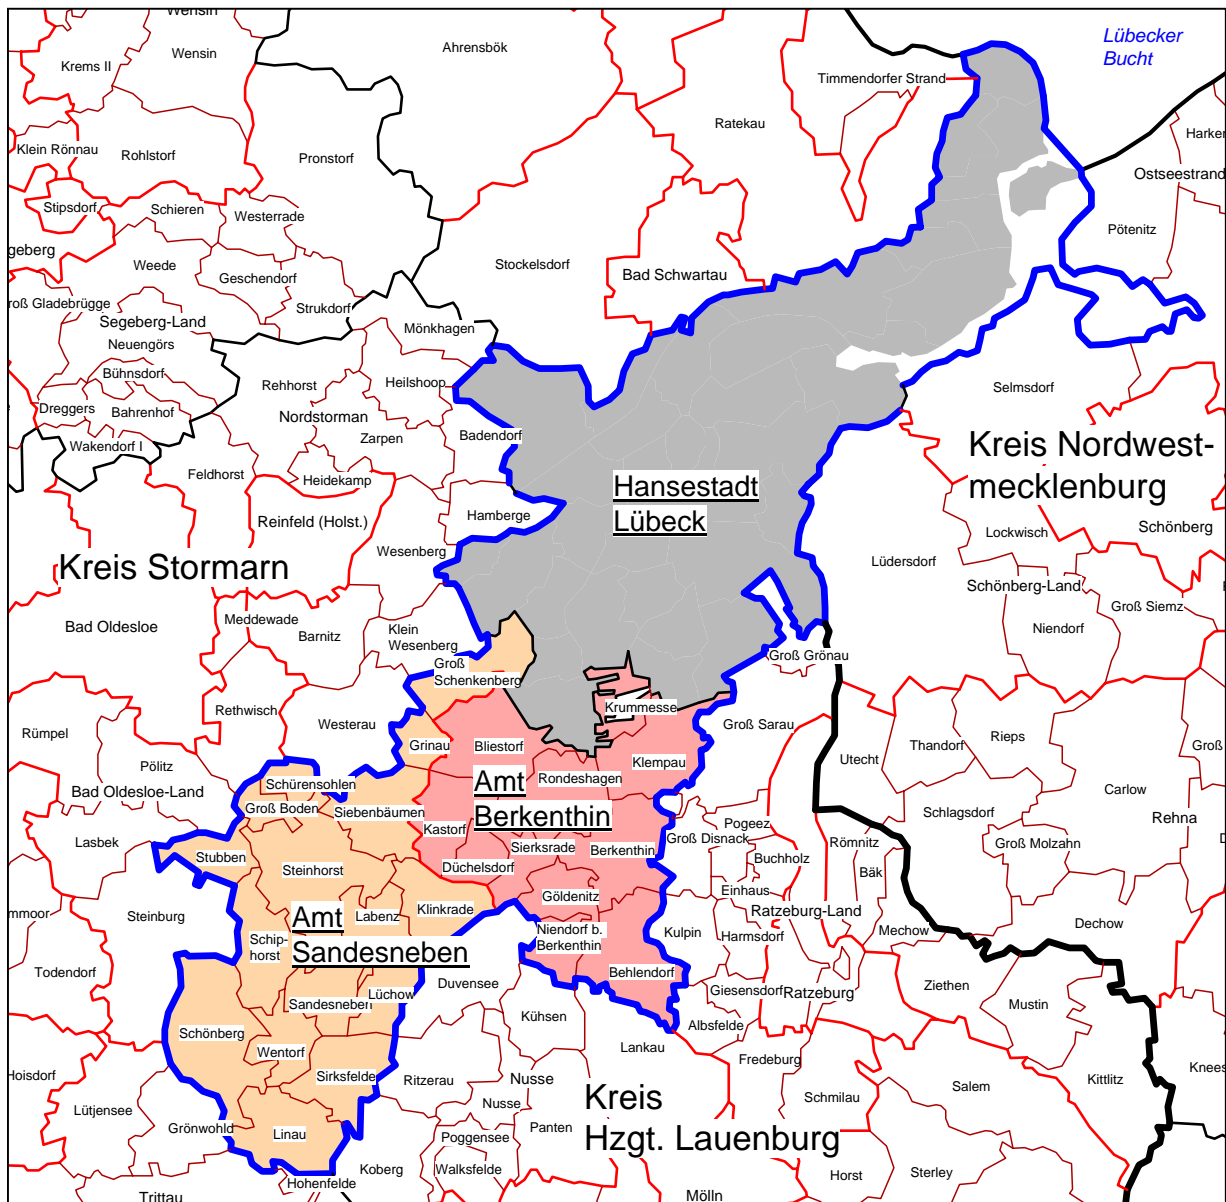 Wensin
Wensin
Krems II
Ahrensbök
Lübecker
Bucht
Timmendorfer Strand
Ratekau
Klein Rönnau
Rohlstorf
Pronstorf
Harker
Ostseestrand
Stipsdorf
Schieren
Westerrade
Pötenitz
geberg
Weede
Geschendorf
Stockelsdorf
Bad Schwartau
Groß Gladebrügge
Strukdorf
Segeberg-Land
Mönkhagen
Neuengörs
Bühnsdorf
Rehhorst
Heilshoop
Selmsdorf
Dreggers
Bahrenhof
Nordstorman
Zarpen
Badendorf
Wakendorf I
Kreis Nordwest-
mecklenburg
Feldhorst
Heidekamp
Hansestadt
Lübeck
Reinfeld (Holst.)
Hamberge
Lockwisch
Schönberg
Wesenberg
Kreis Stormarn
Lüdersdorf
Schönberg-Land
Groß Siemz
Meddewade
Bad Oldesloe
Barnitz
Klein
Wesenberg
Niendorf
Groß
Schenkenberg
Groß Grönau
Rethwisch
Westerau
Krummesse
Groß Sarau
Rümpel
Grinau
Bliestorf
Thandorf
Rieps
Groß
Pölitz
Klempau
Utecht
Schürensohlen
Rondeshagen
Bad Oldesloe-Land
Amt
Berkenthin
Carlow
Groß Boden
Siebenbäumen
Schlagsdorf
Rehna
Kastorf
Pogeez
Lasbek
Sierksrade
Berkenthin
Groß Disnack
Römnitz
Groß Molzahn
Stubben
Steinhorst
Düchelsdorf
Buchholz
Bäk
Göldenitz
Einhaus
Steinburg
Amt
Sandesneben
Labenz
Klinkrade
Ratzeburg-Land
mmoor
Niendorf b.
Berkenthin
Kulpin
Harmsdorf
Mechow
Dechow
Schip-
horst
Todendorf
Behlendorf
Duvensee
Lüchow
Sandesneben
Giesensdorf
Ratzeburg
Ziethen
Mustin
Kühsen
Albsfelde
Schönberg
Lankau
Wentorf
Fredeburg
Hoisdorf
Sirksfelde
Ritzerau
Nusse
Kreis
Hzgt. Lauenburg
Salem
Kittlitz
Knees
Lütjensee
Nusse
Schmilau
Grönwohld
Linau
Poggensee
Panten
Koberg
Walksfelde
Horst
Sterley
Hohenfelde
Trittau
Mölln